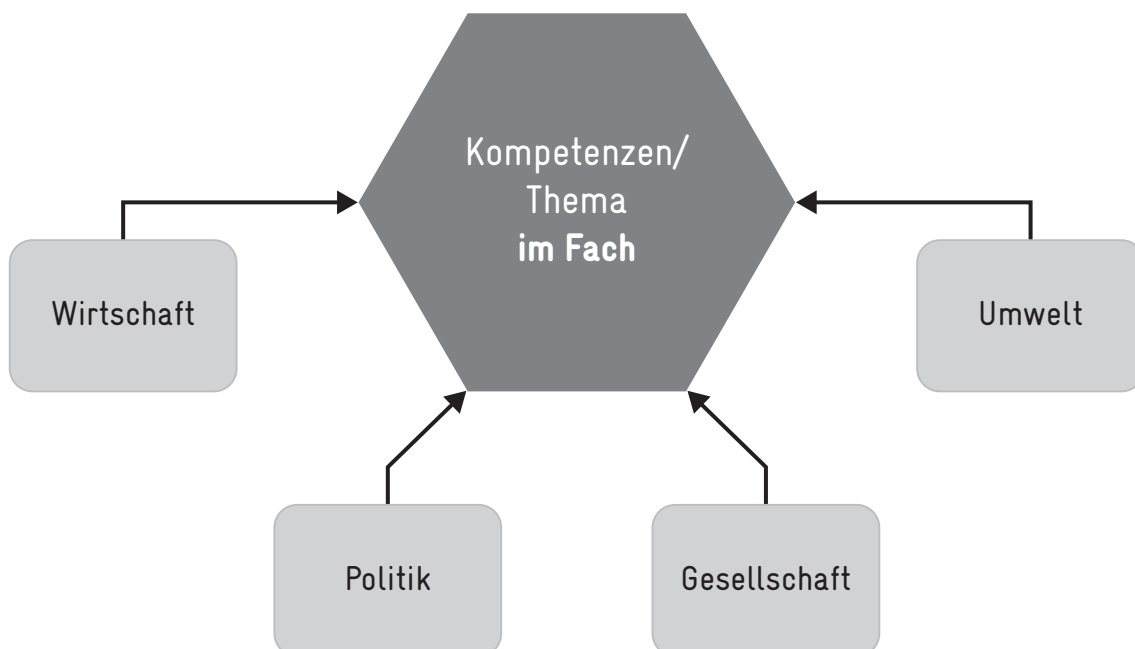 Kompetenzen/
Thema
im Fach
Wirtschaft
Umwelt
Politik
Gesellschaft